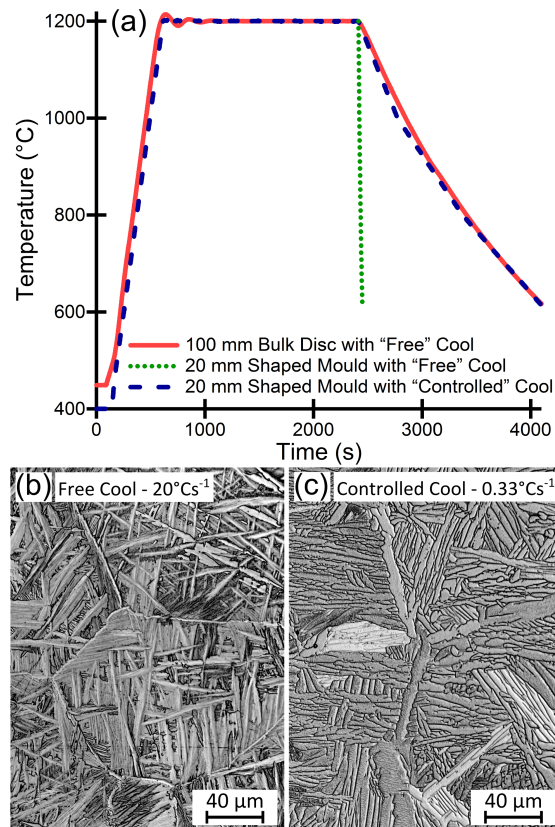 (a)
1200
1000
800
600
400
Temperature (°C)
100 mm Bulk Disc with “Free” Cool
20 mm Shaped Mould with “Free” Cool
20 mm Shaped Mould with “Controlled” Cool
0 1000 2000 3000 4000
Time (s)
(b) Free Cool - 20°Cs⁻¹
40 µm
(c) Controlled Cool - 0.33°Cs⁻¹
40 µm